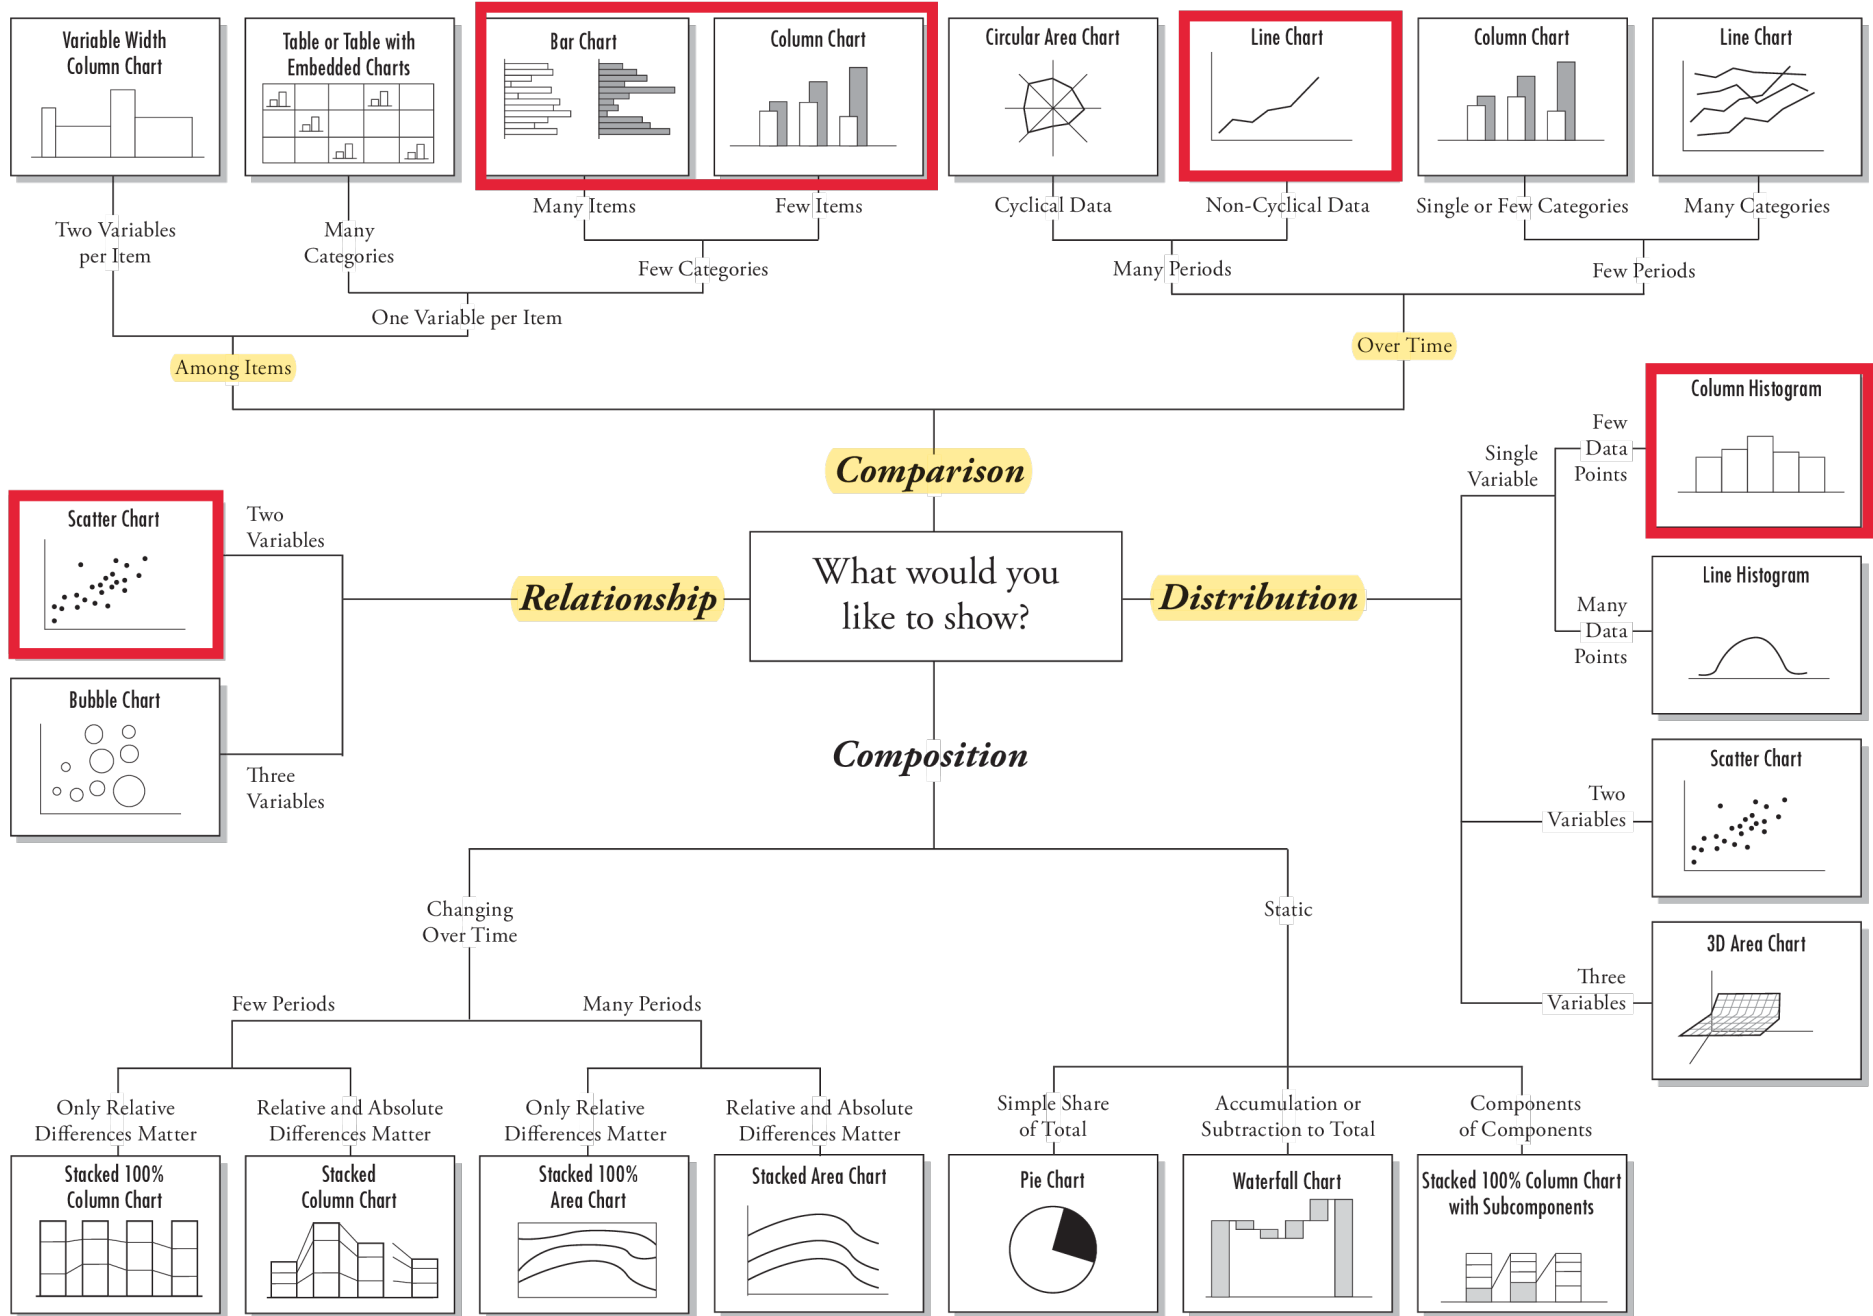 Variable Width
Column Chart
Table or Table with
Embedded Charts
Bar Chart
Column Chart
Circular Area Chart
Line Chart
Column Chart
Line Chart
Two Variables
per Item
Many
Categories
Many Items
Few Items
Cyclical Data
Non-Cyclical Data
Single or Few Categories
Many Categories
Few Categories
Many Periods
Few Periods
One Variable per Item
Among Items
Over Time
Comparison
Column Histogram
Few
Data
Points
Single
Variable
Scatter Chart
Two
Variables
Relationship
What would you
like to show?
Distribution
Line Histogram
Many
Data
Points
Bubble Chart
Three
Variables
Composition
Scatter Chart
Two
Variables
3D Area Chart
Three
Variables
Changing
Over Time
Static
Few Periods
Many Periods
Only Relative
Differences Matter
Relative and Absolute
Differences Matter
Only Relative
Differences Matter
Relative and Absolute
Differences Matter
Simple Share
of Total
Accumulation or
Subtraction to Total
Components
of Components
Stacked 100%
Column Chart
Stacked
Column Chart
Stacked 100%
Area Chart
Stacked Area Chart
Pie Chart
Waterfall Chart
Stacked 100% Column Chart
with Subcomponents